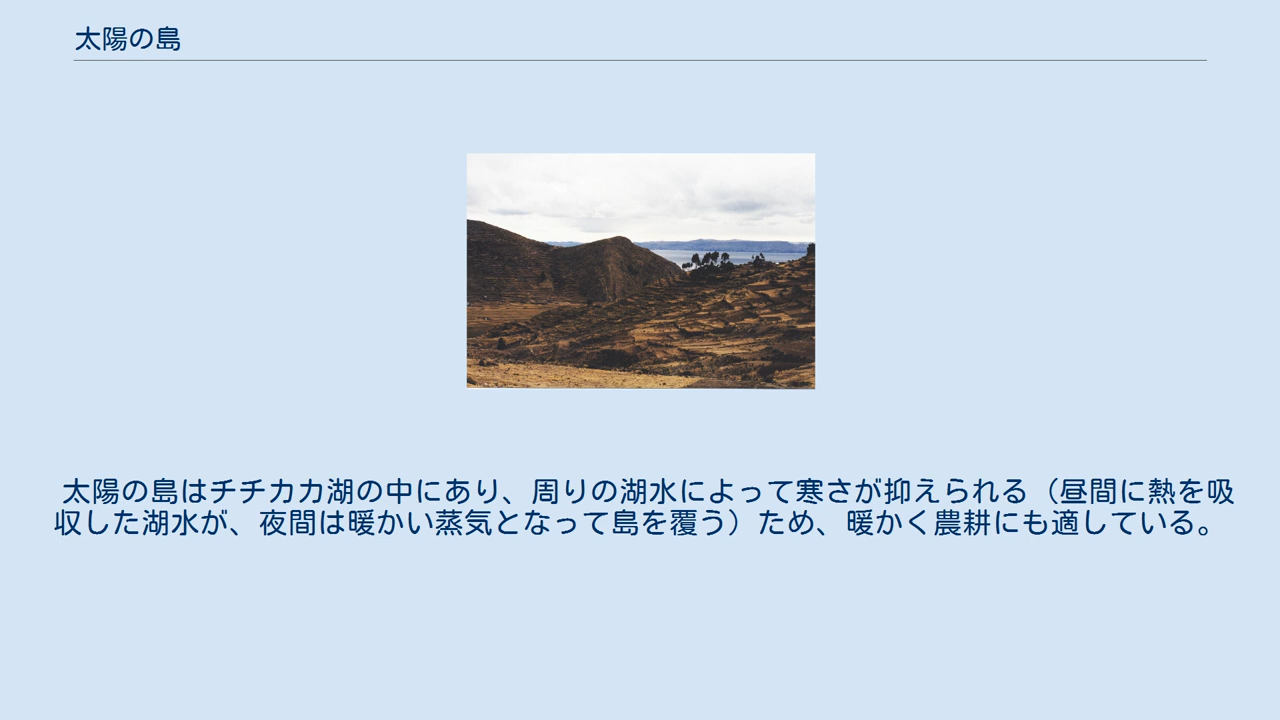 太陽の島
太陽の島はチチカカ湖の中にあり、周りの湖水によって寒さが抑えられる（昼間に熱を吸
収した湖水が、夜間は暖かい蒸気となって島を覆う）ため、暖かく農耕にも適している。